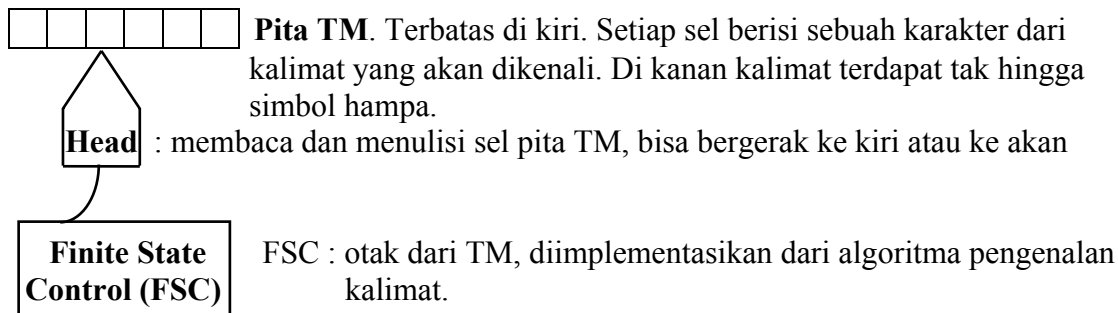 Pita TM. Terbatas di kiri. Setiap sel berisi sebuah karakter dari
kalimat yang akan dikenali. Di kanan kalimat terdapat tak hingga
simbol hampa.
Head : membaca dan menulisi sel pita TM, bisa bergerak ke kiri atau ke akan
Finite State
Control (FSC)
FSC : otak dari TM, diimplementasikan dari algoritma pengenalan
kalimat.